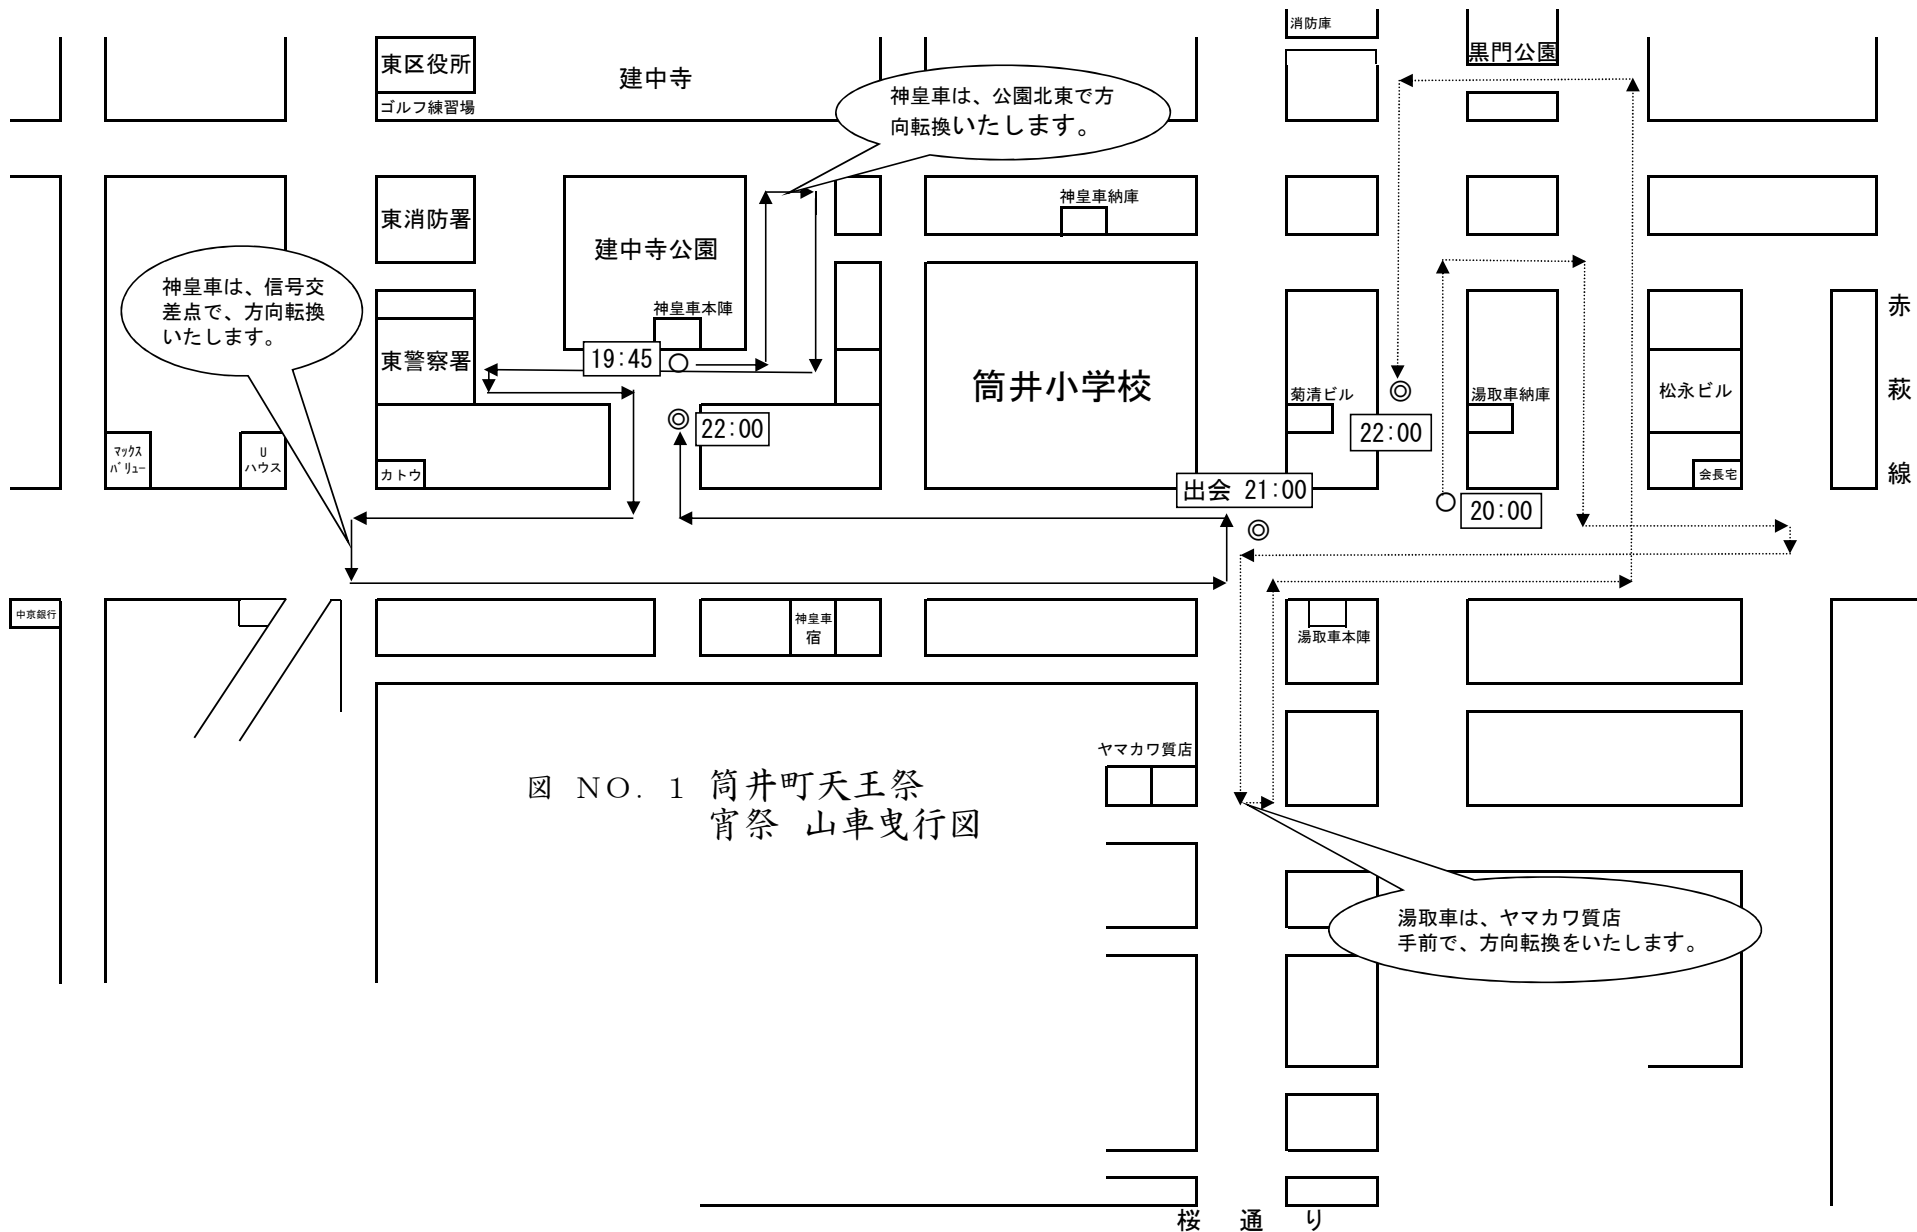 消防庫
黒門公園
東区役所
建中寺
ゴルフ練習場
神皇車は、公園北東で方
向転換いたします。
東消防署
建中寺公園
神皇車納庫
神皇車は、信号交
差点で、方向転換
いたします。
神皇車本陣
東警察署
19:45
筒井小学校
菊清ビル
湯取車納庫
松永ビル
赤
萩
線
22:00
22:00
マックス
バリュー
U
ハウス
カトウ
会長宅
出会 21:00
20:00
中京銀行
神皇車
宿
湯取車本陣
ヤマカワ質店
図 NO. 1 筒井町天王祭
宵祭 山車曳行図
湯取車は、ヤマカワ質店
手前で、方向転換をいたします。
桜 通 り